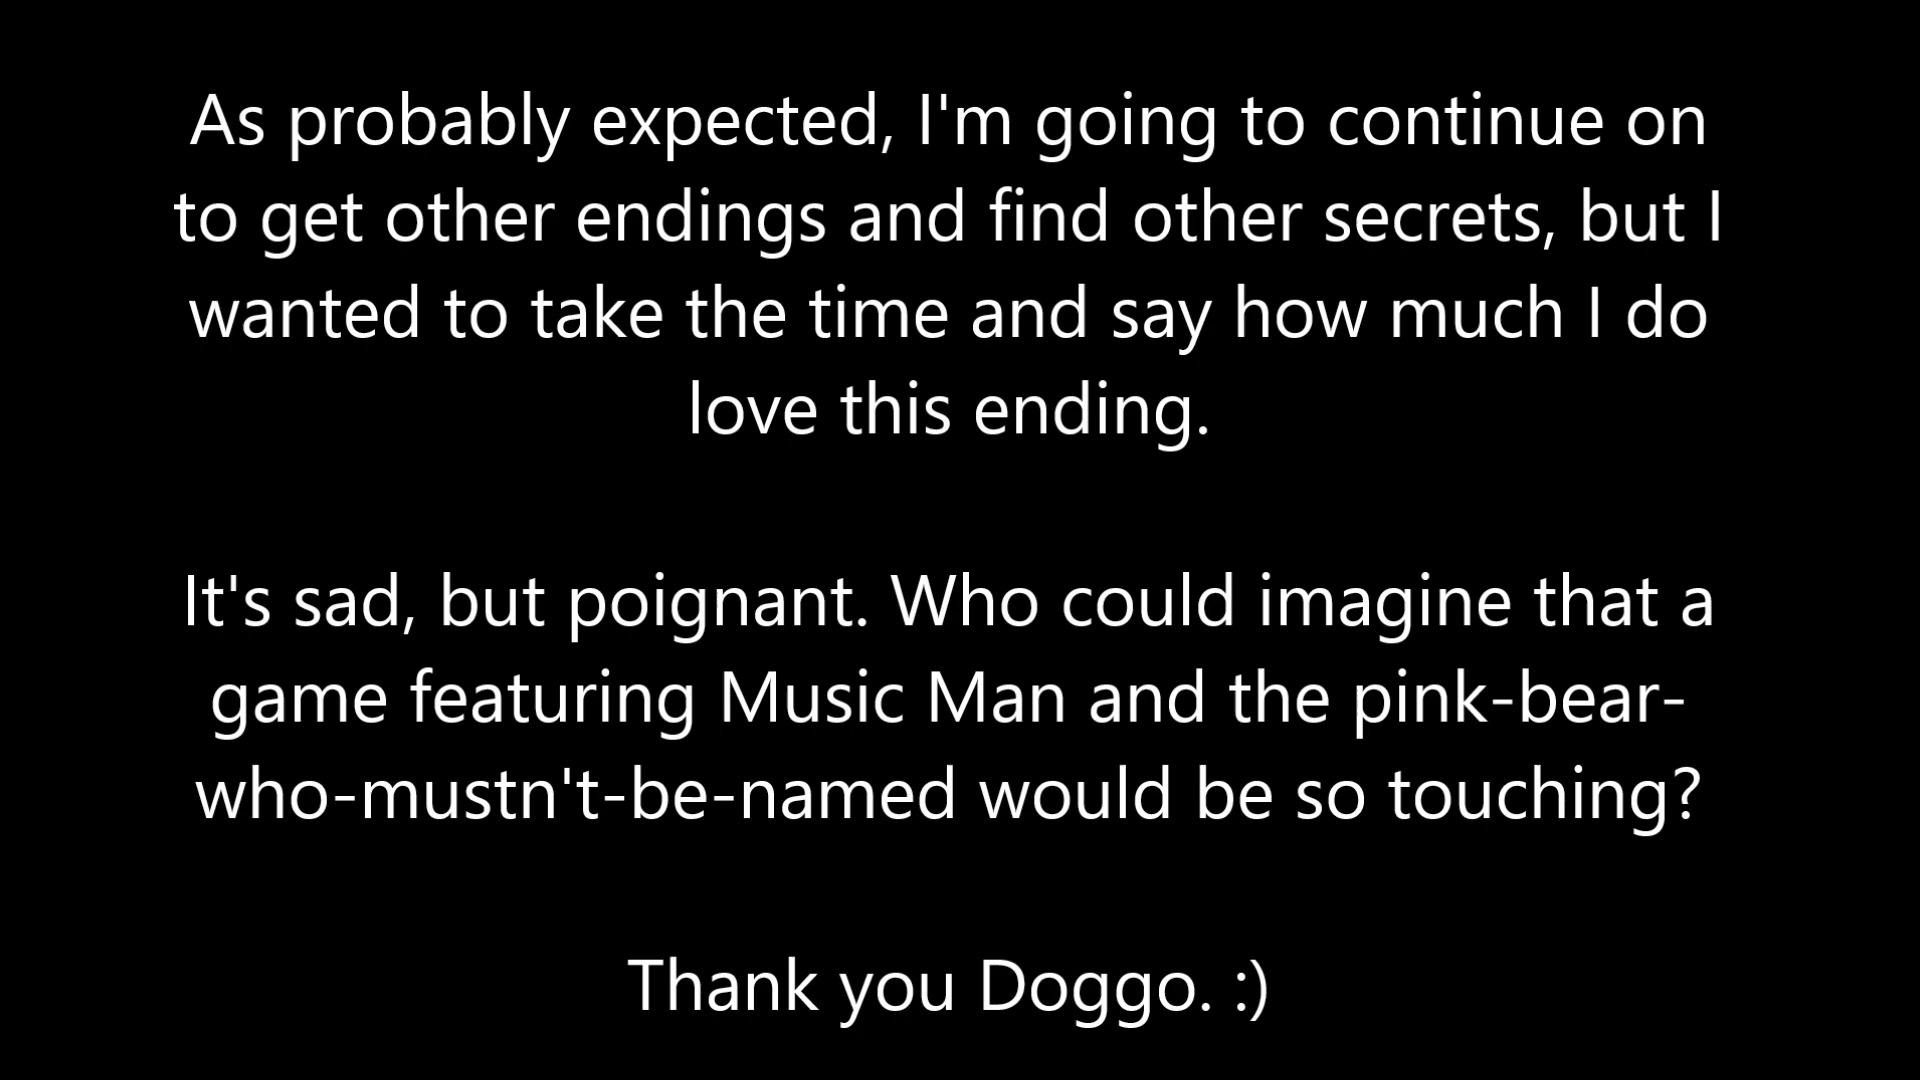 As probably expected, I'm going to continue on
to get other endings and find other secrets, but I
wanted to take the time and say how much I do
love this ending.
It's sad, but poignant. Who could imagine that a
game featuring Music Man and the pink-bear-
who-mustn't-be-named would be so touching?
Thank you Doggo. :)